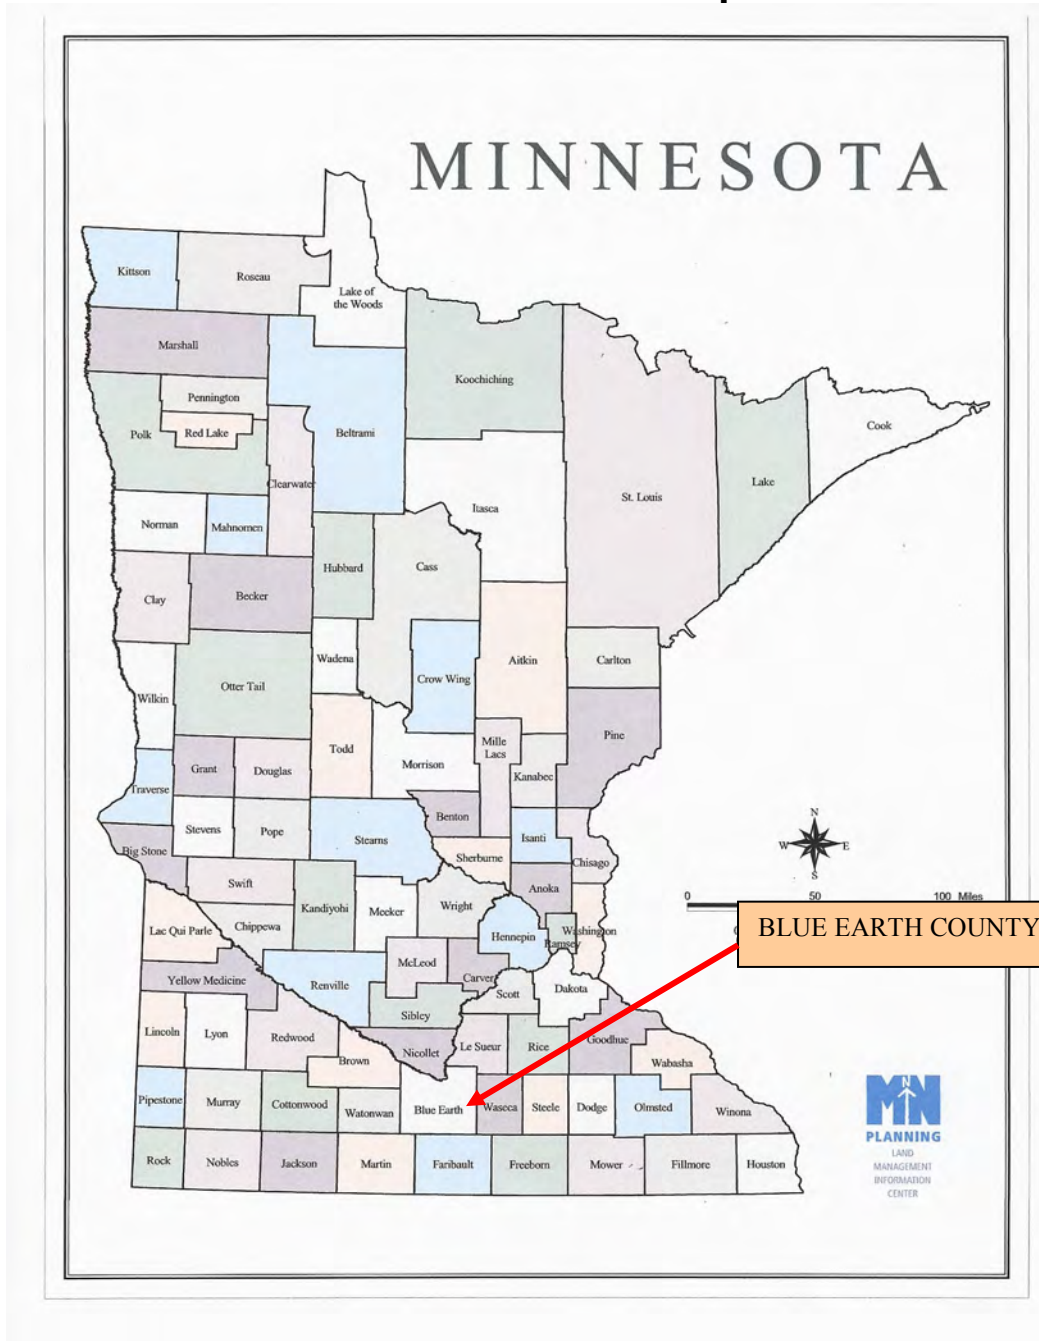 MINNESOTA
Kittson
Roseau
Lake of
the Woods
Marshall
Koochiching
Pennington
Polk
Red Lake
Beltrami
Cook
Clearwater
Lake
St. Louis
Itasca
Norman
Mahnomen
Hubbard
Cass
Clay
Becker
Wadena
Aitkin
Carlton
Otter Tail
Crow Wing
Wilkin
Pine
Todd
Mille
Lacs
Morrison
Grant
Douglas
Kanabec
Traverse
Benton
Stevens
Pope
Stearns
Isanti
Big Stone
Sherburne
Chisago
Swift
Anoka
Kandiyohi
Meeker
Wright
Lac Qui Parle
Chippewa
Hennepin
Washington
Ramsey
McLeod
Carver
Yellow Medicine
Renville
Scott
Dakota
Sibley
Lincoln
Lyon
Redwood
Brown
Nicollet
Le Sueur
Rice
Goodhue
Wabasha
Pipestone
Murray
Cottonwood
Watonwan
Blue Earth
Waseca
Steele
Dodge
Olmsted
Winona
Rock
Nobles
Jackson
Martin
Faribault
Freeborn
Mower
Fillmore
Houston
N
W E
S
0 50 100 Miles
BLUE EARTH COUNTY
MN
N
PLANNING
LAND
MANAGEMENT
INFORMATION
CENTER